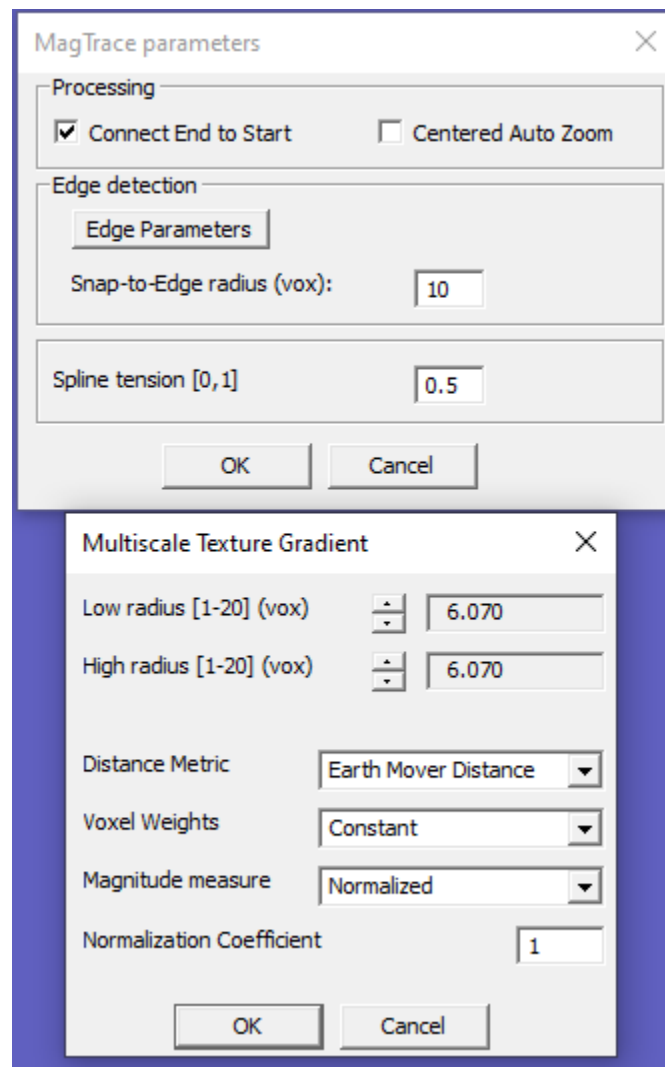 MagTrace parameters
Processing
Connect End to Start Centered Auto Zoom
Edge detection
Edge Parameters
Snap-to-Edge radius (vox): 10
Spline tension [0,1] 0.5
OK Cancel
Multiscale Texture Gradient
Low radius [1-20] (vox) 6.070
High radius [1-20] (vox) 6.070
Distance Metric Earth Mover Distance
Voxel Weights Constant
Magnitude measure Normalized
Normalization Coefficient 1
OK Cancel